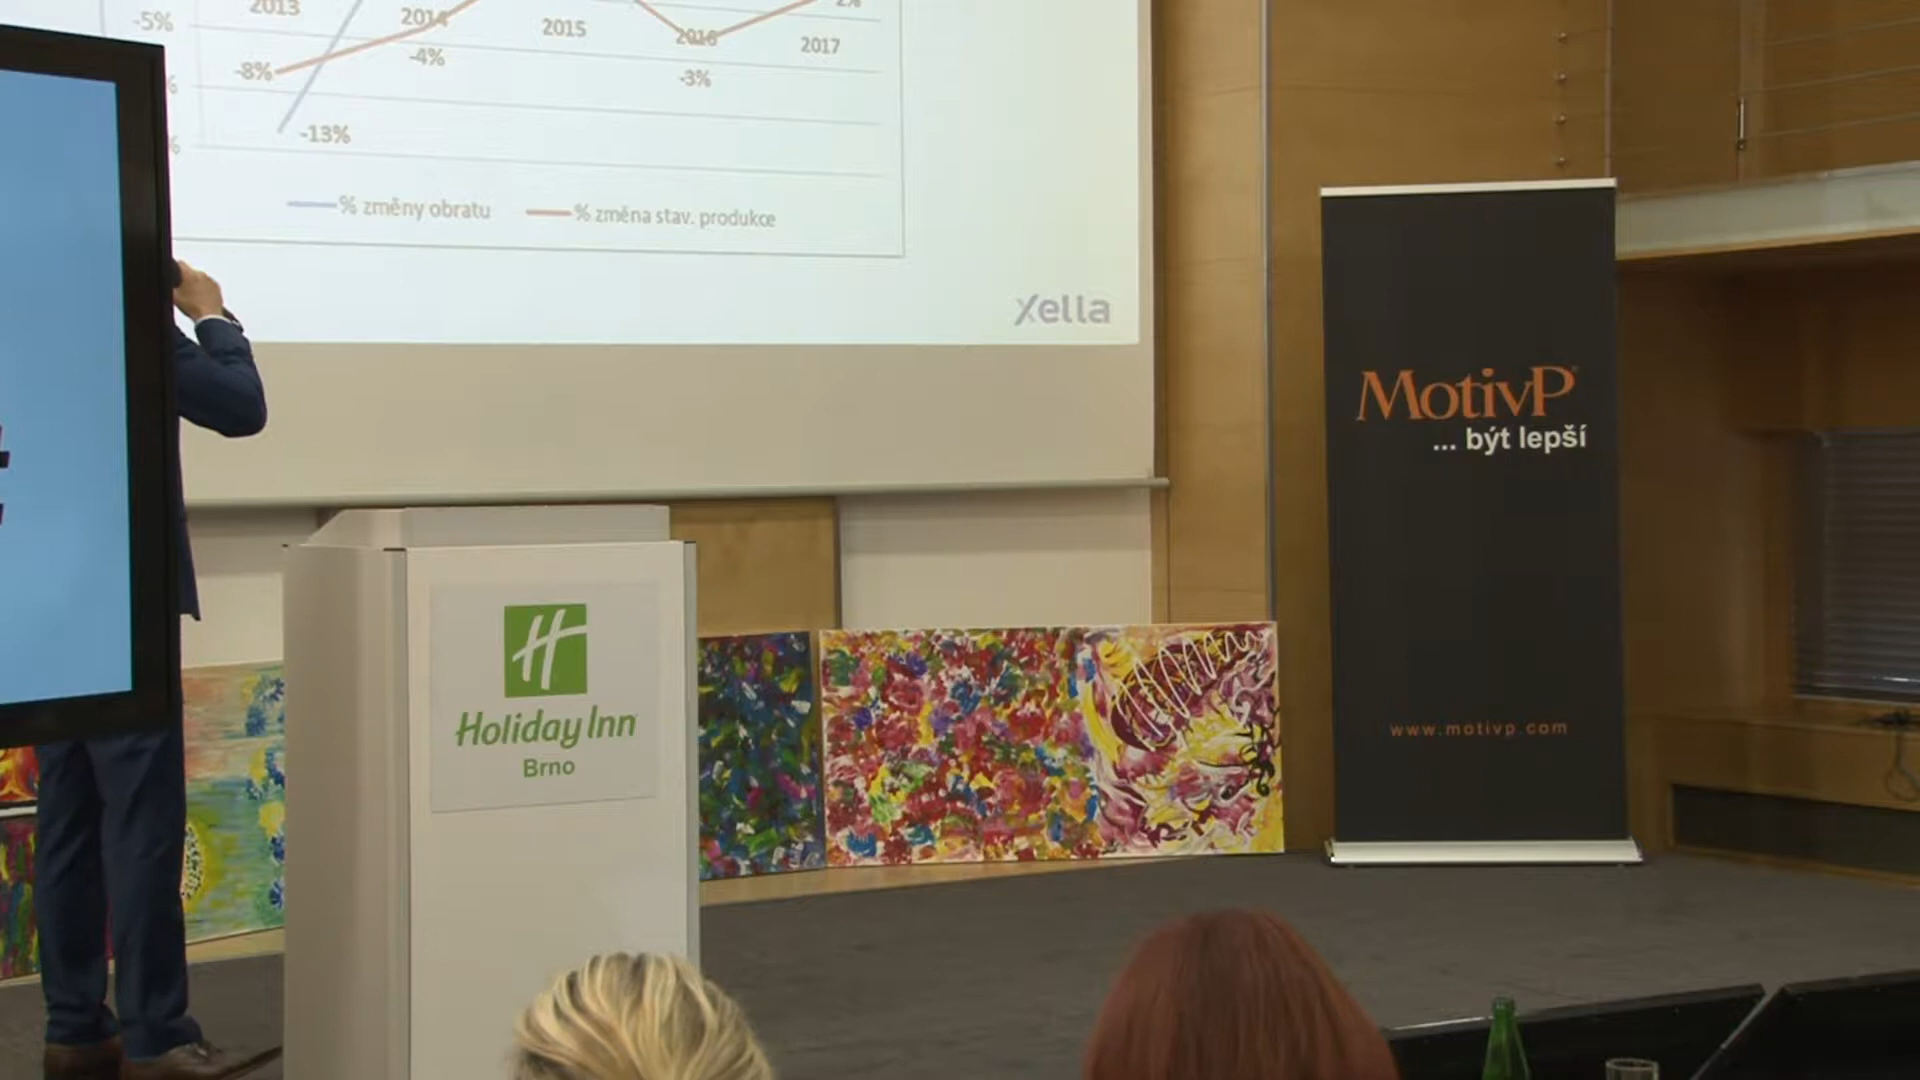 -5%
2013
2014
2015
2016
2017
2%
-8%
-4%
-3%
-13%
% změny obratu
% změna stav. produkce
Xella
MotivP
... být lepší
www.motivp.com
Holiday Inn
Brno